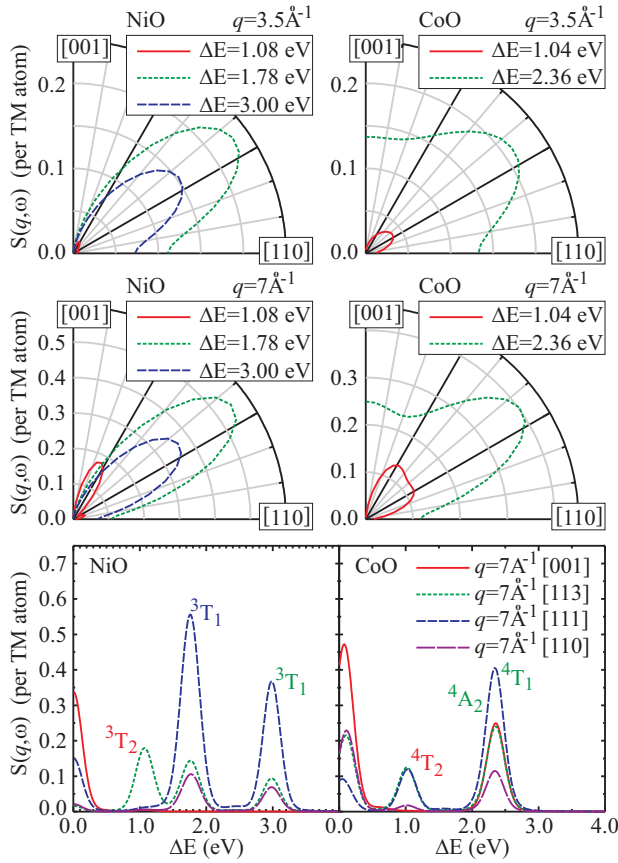 NiO q=3.5Å⁻¹
CoO q=3.5Å⁻¹
[001]
ΔE=1.08 eV
ΔE=1.78 eV
ΔE=3.00 eV
[001]
ΔE=1.04 eV
ΔE=2.36 eV
S(q,ω) (per TM atom)
0.2
0.1
0.0
[110]
0.2
0.1
0.0
[110]
NiO q=7Å⁻¹
CoO q=7Å⁻¹
[001]
ΔE=1.08 eV
ΔE=1.78 eV
ΔE=3.00 eV
[001]
ΔE=1.04 eV
ΔE=2.36 eV
S(q,ω) (per TM atom)
0.5
0.4
0.3
0.2
0.1
0.0
[110]
0.3
0.2
0.1
0.0
[110]
S(q,ω) (per TM atom)
0.7
0.6
0.5
0.4
0.3
0.2
0.1
0.0
NiO
³T₂
³T₁
³T₁
CoO
q=7Å⁻¹ [001]
q=7Å⁻¹ [113]
q=7Å⁻¹ [111]
q=7Å⁻¹ [110]
⁴T₂
⁴A₂
⁴T₁
0.0 1.0 2.0 3.0 0.0 1.0 2.0 3.0 4.0
ΔE (eV)
ΔE (eV)